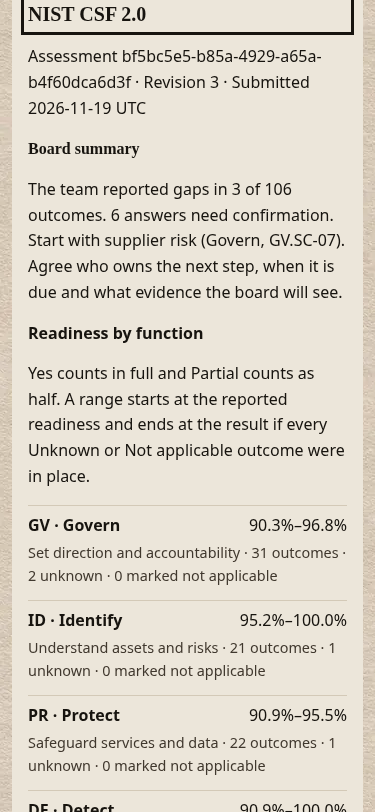 NIST CSF 2.0
Assessment bf5bc5e5-b85a-4929-a65a-
b4f60dca6d3f · Revision 3 · Submitted
2026-11-19 UTC
Board summary
The team reported gaps in 3 of 106
outcomes. 6 answers need confirmation.
Start with supplier risk (Govern, GV.SC-07).
Agree who owns the next step, when it is
due and what evidence the board will see.
Readiness by function
Yes counts in full and Partial counts as
half. A range starts at the reported
readiness and ends at the result if every
Unknown or Not applicable outcome were
in place.
GV · Govern 90.3%–96.8%
Set direction and accountability · 31 outcomes ·
2 unknown · 0 marked not applicable
ID · Identify 95.2%–100.0%
Understand assets and risks · 21 outcomes · 1
unknown · 0 marked not applicable
PR · Protect 90.9%–95.5%
Safeguard services and data · 22 outcomes · 1
unknown · 0 marked not applicable
DE · Detect 90.9%–100.0%